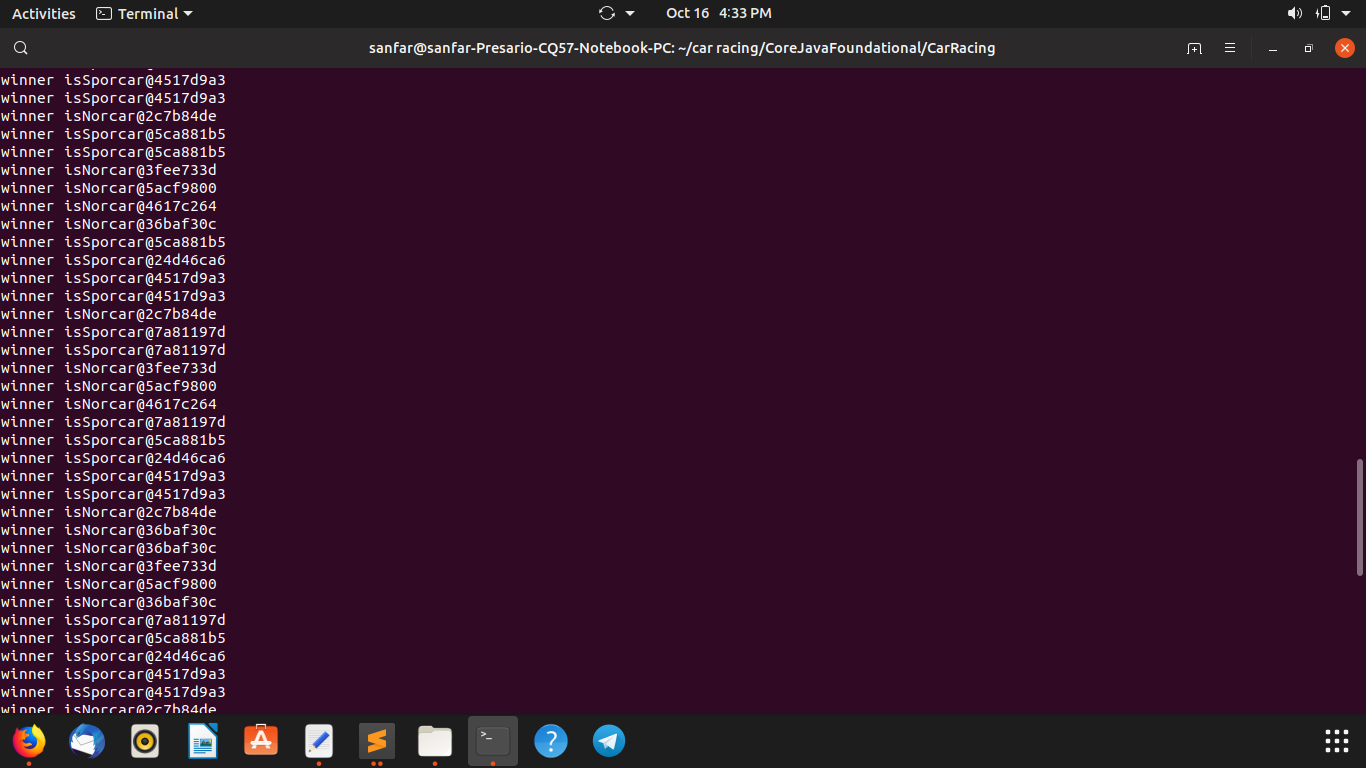 Activities Terminal Oct 16 4:33 PM
sanfar@sanfar-Presario-CQ57-Notebook-PC: ~/car racing/CoreJavaFoundational/CarRacing
winner isSporcar@4517d9a3
winner isSporcar@4517d9a3
winner isNorcar@2c7b84de
winner isSporcar@5ca881b5
winner isSporcar@5ca881b5
winner isNorcar@3fee733d
winner isNorcar@5acf9800
winner isNorcar@4617c264
winner isNorcar@36baf30c
winner isSporcar@5ca881b5
winner isSporcar@24d46ca6
winner isSporcar@4517d9a3
winner isSporcar@4517d9a3
winner isNorcar@2c7b84de
winner isSporcar@7a81197d
winner isSporcar@7a81197d
winner isNorcar@3fee733d
winner isNorcar@5acf9800
winner isNorcar@4617c264
winner isSporcar@7a81197d
winner isSporcar@5ca881b5
winner isSporcar@24d46ca6
winner isSporcar@4517d9a3
winner isSporcar@4517d9a3
winner isNorcar@2c7b84de
winner isNorcar@36baf30c
winner isNorcar@36baf30c
winner isNorcar@3fee733d
winner isNorcar@5acf9800
winner isNorcar@36baf30c
winner isSporcar@7a81197d
winner isSporcar@5ca881b5
winner isSporcar@24d46ca6
winner isSporcar@4517d9a3
winner isSporcar@4517d9a3
winner isNorcar@2c7b84de